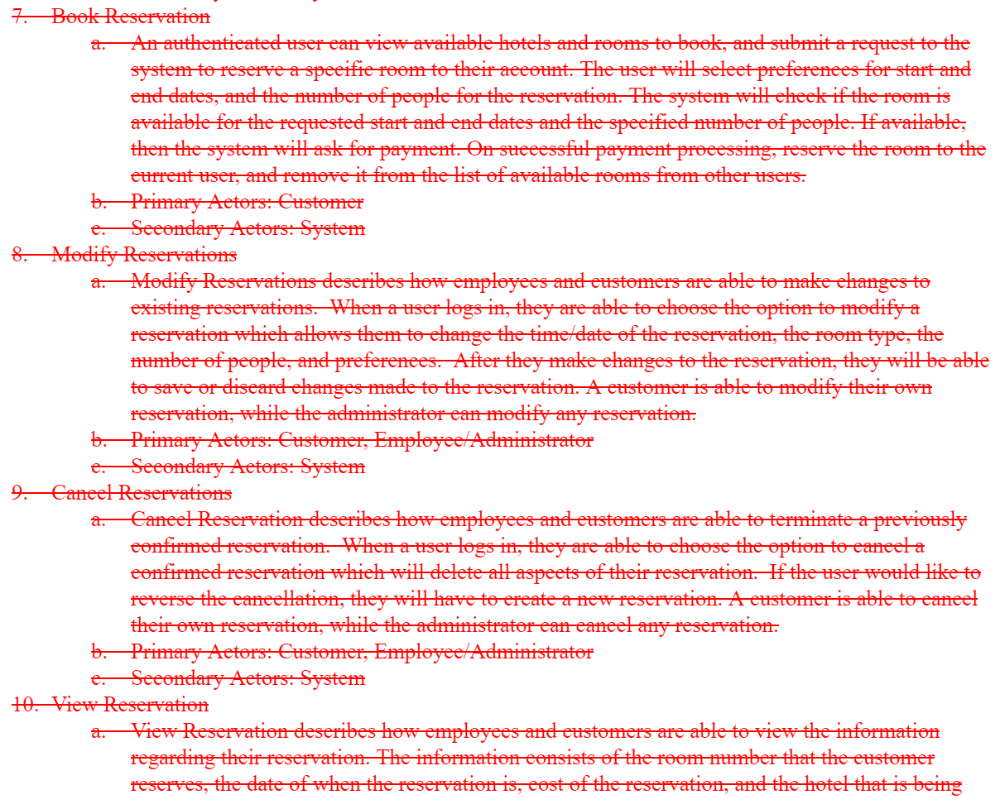 7. Book Reservation
a. An authenticated user can view available hotels and rooms to book, and submit a request to the
system to reserve a specific room to their account. The user will select preferences for start and
end dates, and the number of people for the reservation. The system will check if the room is
available for the requested start and end dates and the specified number of people. If available,
then the system will ask for payment. On successful payment processing, reserve the room to the
current user, and remove it from the list of available rooms from other users.
b. Primary Actors: Customer
c. Secondary Actors: System
8. Modify Reservations
a. Modify Reservations describes how employees and customers are able to make changes to
existing reservations.  When a user logs in, they are able to choose the option to modify a
reservation which allows them to change the time/date of the reservation, the room type, the
number of people, and preferences.  After they make changes to the reservation, they will be able
to save or discard changes made to the reservation. A customer is able to modify their own
reservation, while the administrator can modify any reservation.
b. Primary Actors: Customer, Employee/Administrator
c. Secondary Actors: System
9. Cancel Reservations
a. Cancel Reservation describes how employees and customers are able to terminate a previously
confirmed reservation.  When a user logs in, they are able to choose the option to cancel a
confirmed reservation which will delete all aspects of their reservation.  If the user would like to
reverse the cancellation, they will have to create a new reservation. A customer is able to cancel
their own reservation, while the administrator can cancel any reservation.
b. Primary Actors: Customer, Employee/Administrator
c. Secondary Actors: System
10. View Reservation
a. View Reservation describes how employees and customers are able to view the information
regarding their reservation. The information consists of the room number that the customer
reserves, the date of when the reservation is, cost of the reservation, and the hotel that is being